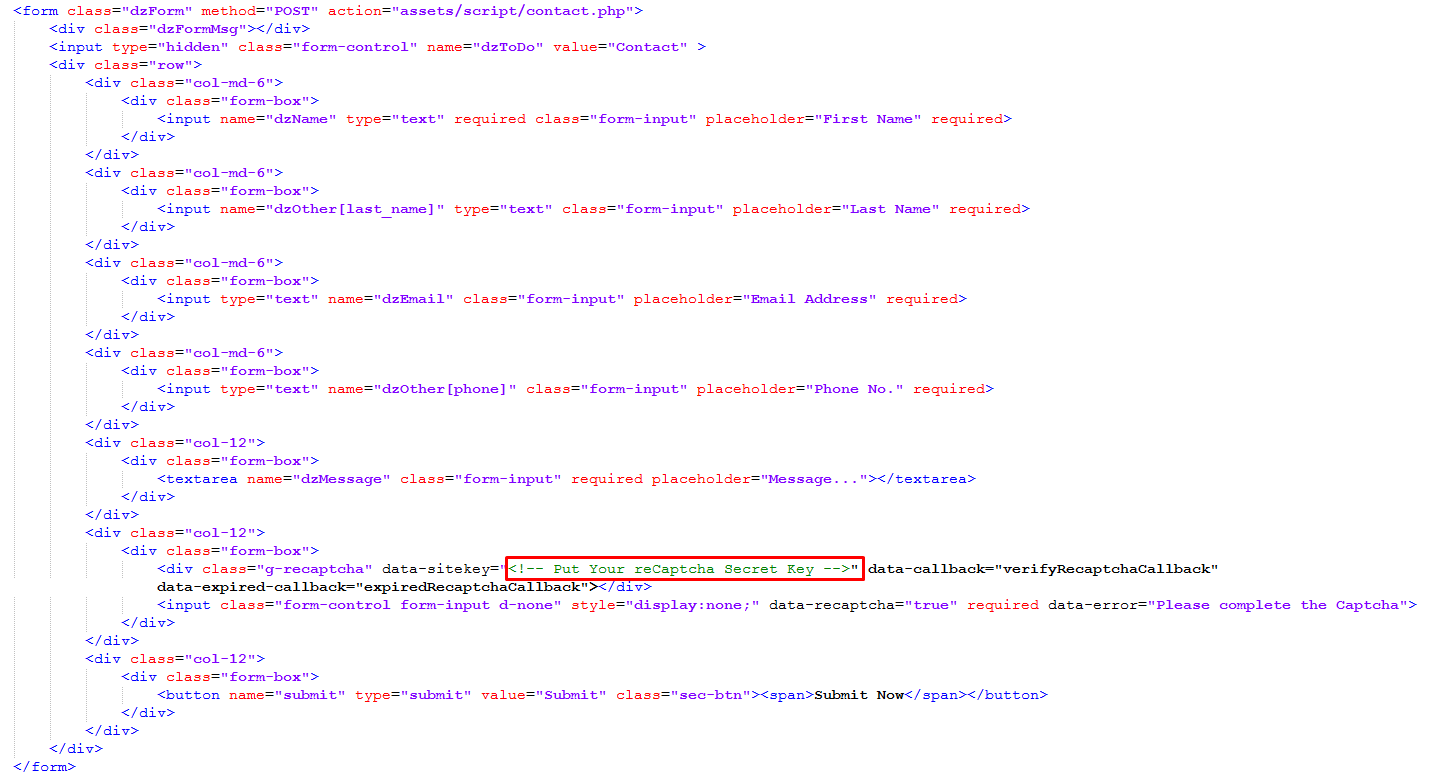 <form class="dzForm" method="POST" action="assets/script/contact.php">
<div class="dzFormMsg"></div>
<input type="hidden" class="form-control" name="dzToDo" value="Contact" >
<div class="row">
<div class="col-md-6">
<div class="form-box">
<input name="dzName" type="text" required class="form-input" placeholder="First Name" required>
</div>
</div>
<div class="col-md-6">
<div class="form-box">
<input name="dzOther[last_name]" type="text" class="form-input" placeholder="Last Name" required>
</div>
</div>
<div class="col-md-6">
<div class="form-box">
<input type="text" name="dzEmail" class="form-input" placeholder="Email Address" required>
</div>
</div>
<div class="col-md-6">
<div class="form-box">
<input type="text" name="dzOther[phone]" class="form-input" placeholder="Phone No." required>
</div>
</div>
<div class="col-12">
<div class="form-box">
<textarea name="dzMessage" class="form-input" required placeholder="Message..."></textarea>
</div>
</div>
<div class="col-12">
<div class="form-box">
<div class="g-recaptcha" data-sitekey="<!-- Put Your reCaptcha Secret Key -->" data-callback="verifyRecaptchaCallback"
data-expired-callback="expiredRecaptchaCallback"></div>
<input class="form-control form-input d-none" style="display:none;" data-recaptcha="true" required data-error="Please complete the Captcha">
</div>
</div>
<div class="col-12">
<div class="form-box">
<button name="submit" type="submit" value="Submit" class="sec-btn"><span>Submit Now</span></button>
</div>
</div>
</div>
</form>